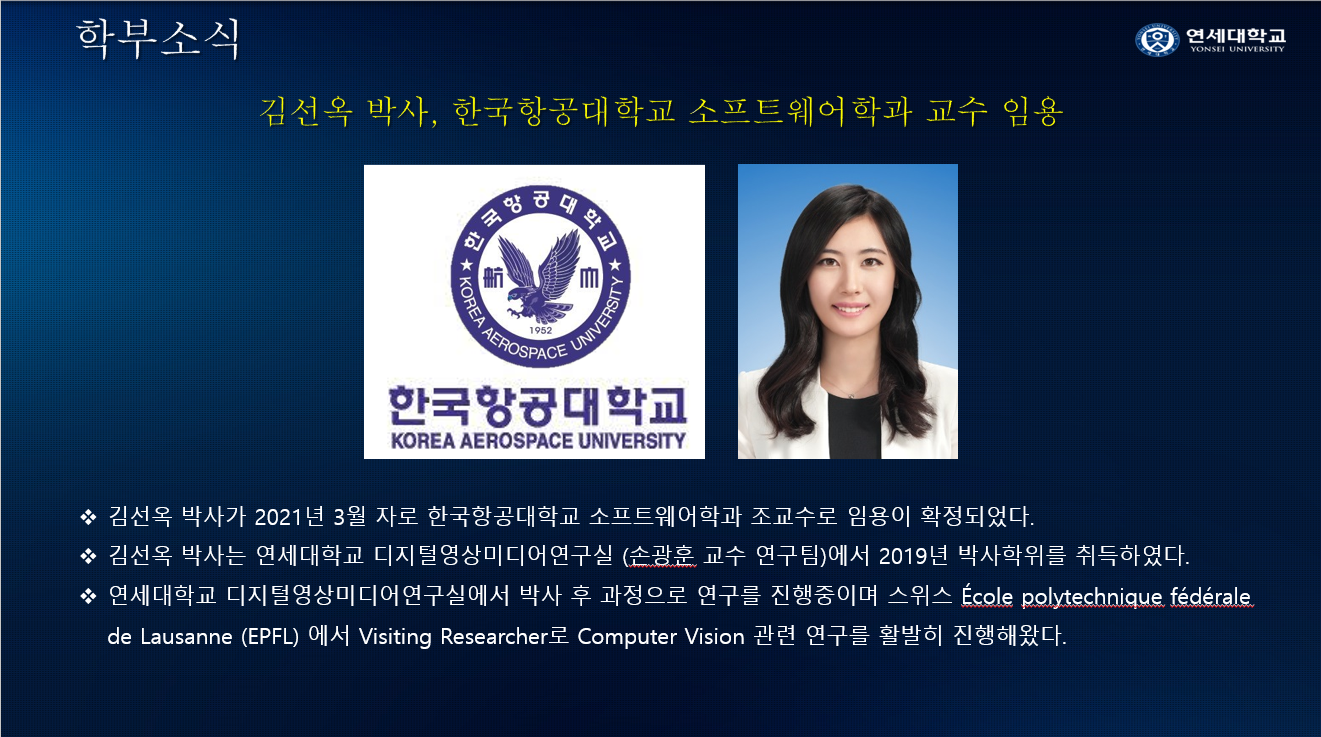 학부소식
연세대학교
YONSEI UNIVERSITY
김선옥 박사, 한국항공대학교 소프트웨어학과 교수 임용
한국항공대학교
航 大
1952
KOREA AEROSPACE UNIVERSITY
한국항공대학교
KOREA AEROSPACE UNIVERSITY
❖ 김선옥 박사가 2021년 3월 자로 한국항공대학교 소프트웨어학과 조교수로 임용이 확정되었다.
❖ 김선옥 박사는 연세대학교 디지털영상미디어연구실 (손광훈 교수 연구팀)에서 2019년 박사학위를 취득하였다.
❖ 연세대학교 디지털영상미디어연구실에서 박사 후 과정으로 연구를 진행중이며 스위스 École polytechnique fédérale
de Lausanne (EPFL) 에서 Visiting Researcher로 Computer Vision 관련 연구를 활발히 진행해왔다.